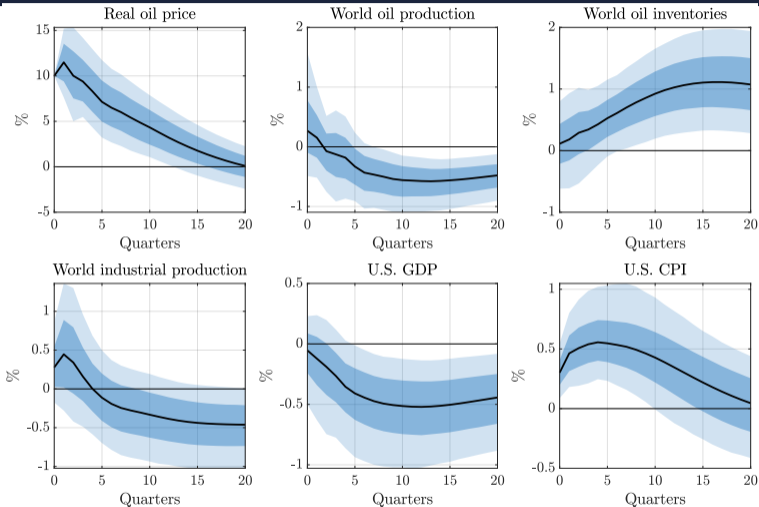 Real oil price
World oil production
World oil inventories
15
10
5
0
-5
%
0 5 10 15 20
Quarters
2
1
0
-1
%
0 5 10 15 20
Quarters
2
1
0
-1
%
0 5 10 15 20
Quarters
World industrial production
U.S. GDP
U.S. CPI
1
0.5
0
-0.5
-1
%
0 5 10 15 20
Quarters
0.5
0
-0.5
-1
%
0 5 10 15 20
Quarters
1
0.5
0
-0.5
%
0 5 10 15 20
Quarters